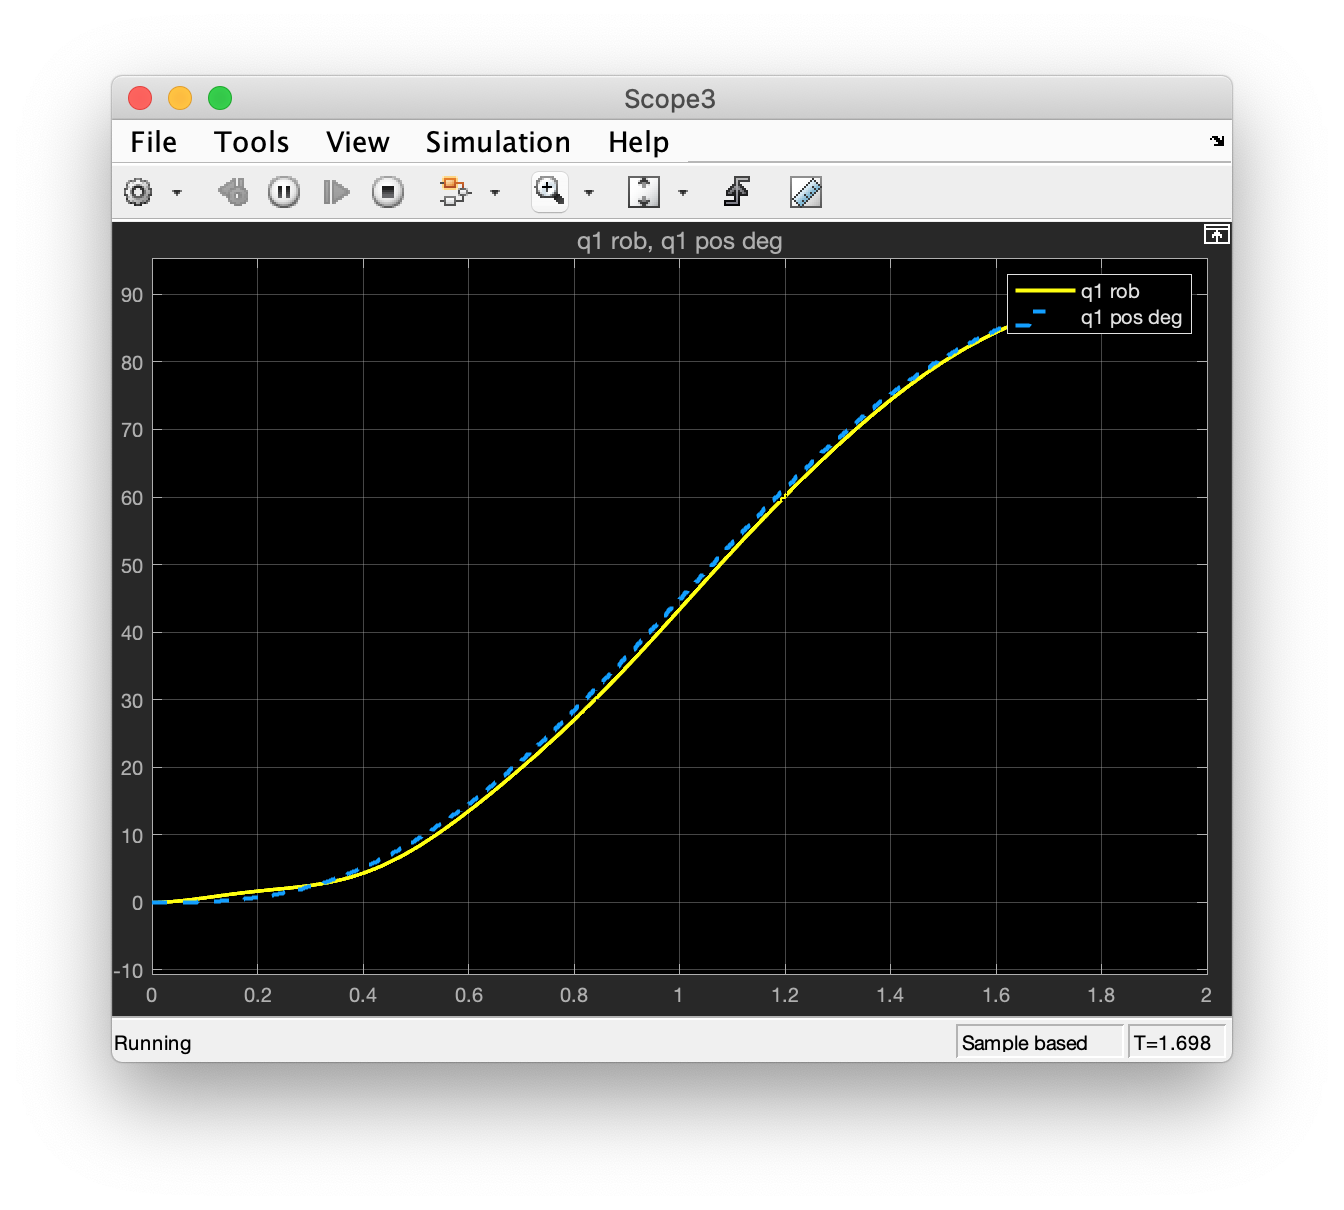 Scope3
File Tools View Simulation Help
q1 rob, q1 pos deg
q1 rob
q1 pos deg
90
80
70
60
50
40
30
20
10
0
-10
0 0.2 0.4 0.6 0.8 1 1.2 1.4 1.6 1.8 2
Running Sample based T=1.698